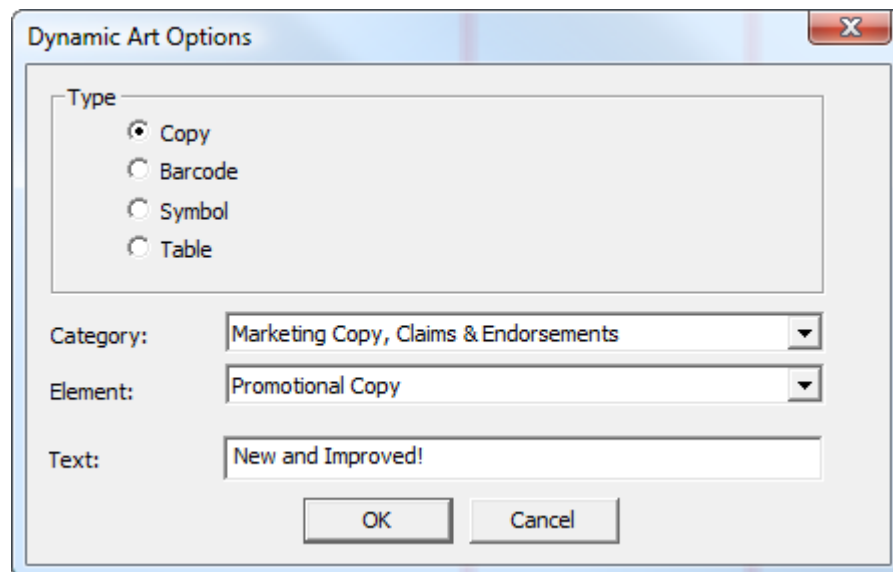 Dynamic Art Options
Type
Copy
Barcode
Symbol
Table
Category: Marketing Copy, Claims & Endorsements
Element: Promotional Copy
Text: New and Improved!
OK Cancel